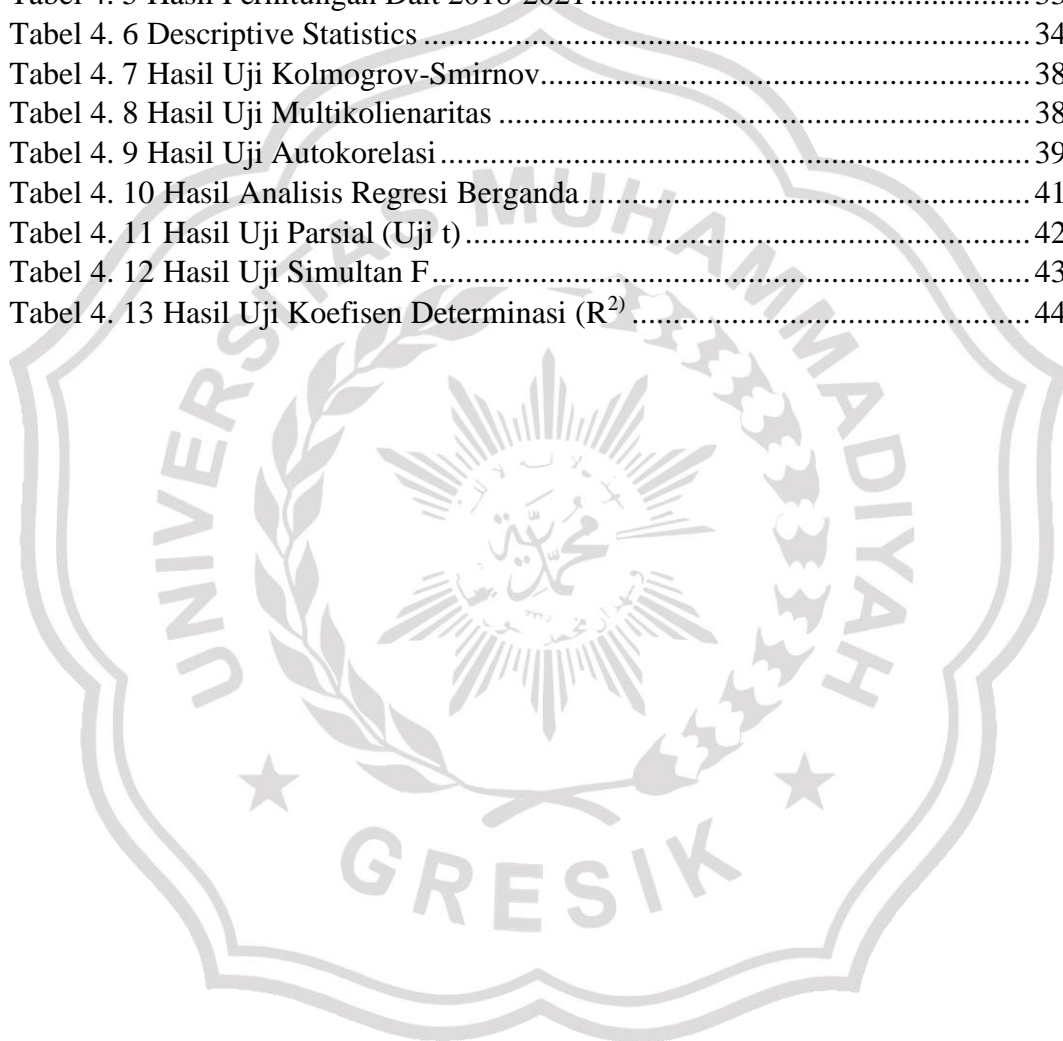 Tabel 4. 6 Descriptive Statistics ........ 34
Tabel 4. 7 Hasil Uji Kolmogrov-Smirnov ........ 38
Tabel 4. 8 Hasil Uji Multikolienaritas ........ 38
Tabel 4. 9 Hasil Uji Autokorelasi ........ 39
Tabel 4. 10 Hasil Analisis Regresi Berganda ........ 41
Tabel 4. 11 Hasil Uji Parsial (Uji t) ........ 42
Tabel 4. 12 Hasil Uji Simultan F ........ 43
Tabel 4. 13 Hasil Uji Koefisen Determinasi (R²⁾ ........ 44
UNIVERSITAS MUHAMMADIYAH
محمد
GRESIK